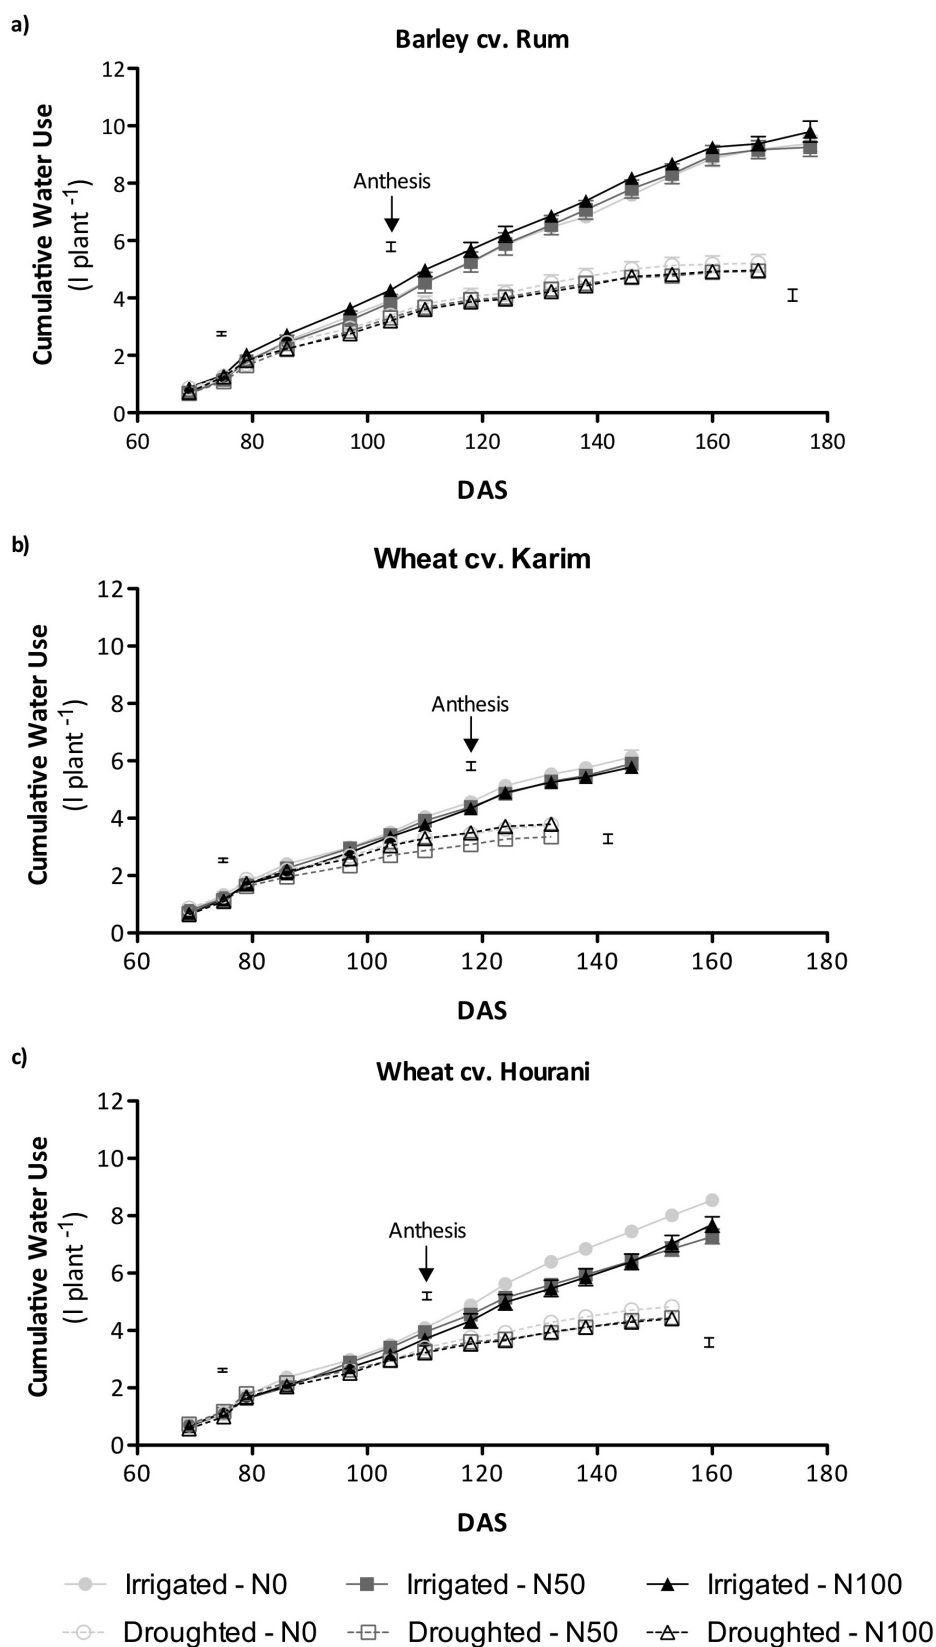 a)
Barley cv. Rum
Cumulative Water Use
(l plant -1)
12
10
8
6
4
2
0
Anthesis
60 80 100 120 140 160 180
DAS
b)
Wheat cv. Karim
Cumulative Water Use
(l plant -1)
12
10
8
6
4
2
0
Anthesis
60 80 100 120 140 160 180
DAS
c)
Wheat cv. Hourani
Cumulative Water Use
(l plant -1)
12
10
8
6
4
2
0
Anthesis
60 80 100 120 140 160 180
DAS
Irrigated - N0 Irrigated - N50 Irrigated - N100
Droughted - N0 Droughted - N50 Droughted - N100